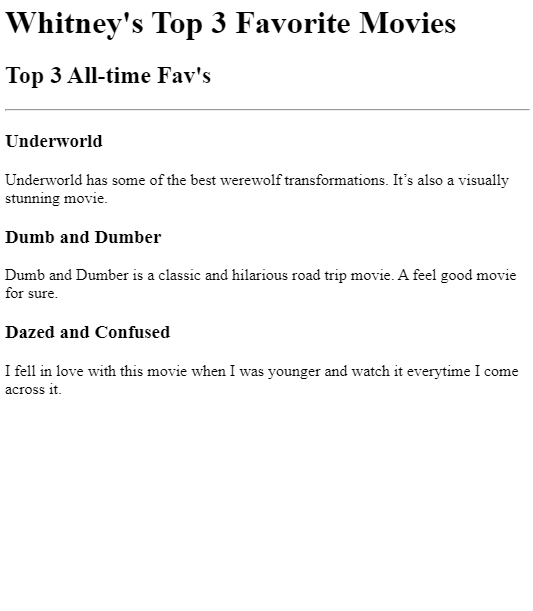 Whitney's Top 3 Favorite Movies
Top 3 All-time Fav's
Underworld
Underworld has some of the best werewolf transformations. It’s also a visually
stunning movie.
Dumb and Dumber
Dumb and Dumber is a classic and hilarious road trip movie. A feel good movie
for sure.
Dazed and Confused
I fell in love with this movie when I was younger and watch it everytime I come
across it.